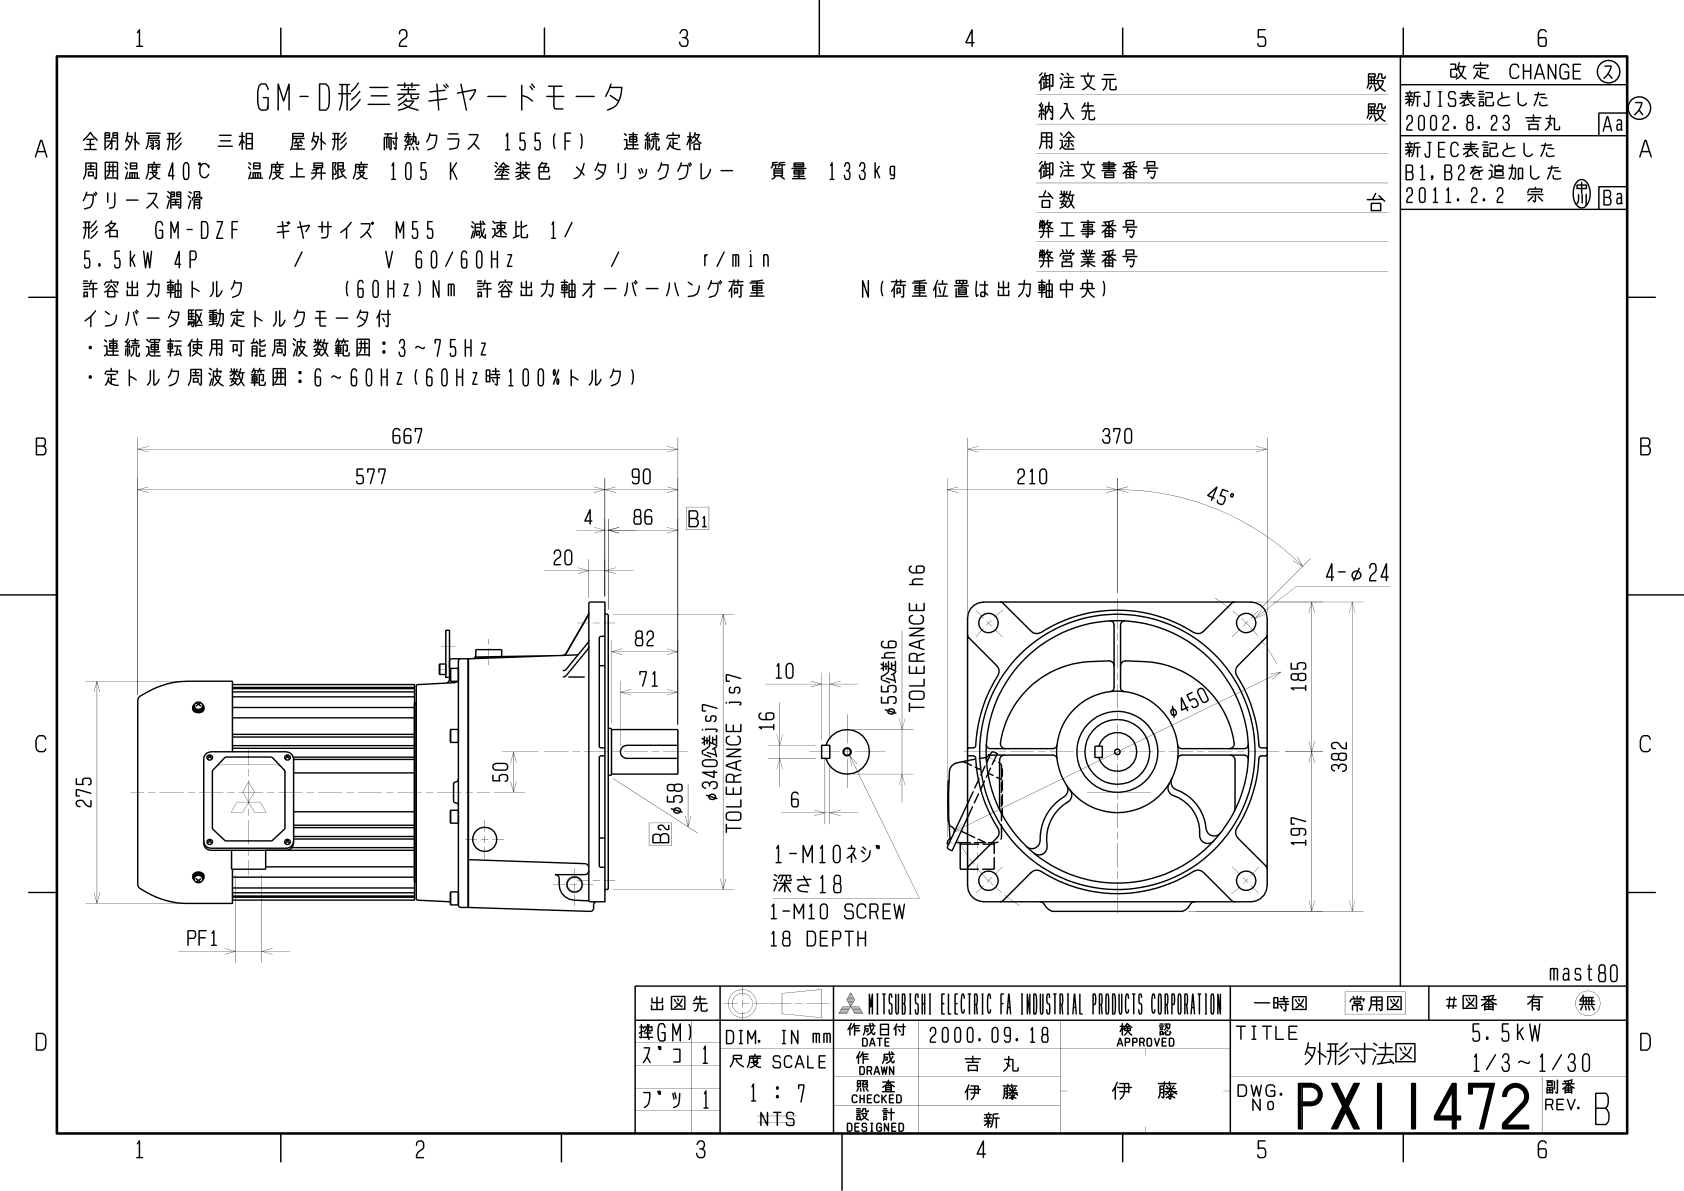 1 2 3 4 5 6
A
B
C
D
GM-D形三菱ギヤードモータ
全閉外扇形 三相 屋外形 耐熱クラス 155(F) 連続定格
周囲温度40℃ 温度上昇限度 105 K 塗装色 メタリックグレー 質量 133kg
グリース潤滑
形名 GM-DZF ギヤサイズ M55 減速比 1/
5.5kW 4P / V 60/60Hz / r/min
許容出力軸トルク (60Hz)Nm 許容出力軸オーバーハング荷重 N(荷重位置は出力軸中央)
インバータ駆動定トルクモータ付
・連続運転使用可能周波数範囲：3～75Hz
・定トルク周波数範囲：6～60Hz(60Hz時100%トルク)
御注文元 殿
納入先 殿
用途
御注文書番号
台数 台
弊工事番号
弊営業番号
改定 CHANGE ス
新JIS表記とした
2002.8.23 吉丸 Aa
ス
新JEC表記とした
B1,B2を追加した
2011.2.2 宗 中川 Ba
A
B
C
D
667
577 90
4 86 B1
20
82
71
50
275
PF1
φ340公差js7
TOLERANCE js7
φ58
B2
10
16
6
φ55公差h6
TOLERANCE h6
1-M10ネジ
深さ18
1-M10 SCREW
18 DEPTH
370
210
45°
4-φ24
φ450
185
382
197
mast80
出図先
MITSUBISHI ELECTRIC FA INDUSTRIAL PRODUCTS CORPORATION
一時図 常用図
#図番 有 無
DIM. IN mm
尺度 SCALE
1 : 7
NTS
ズコ 1
ブツ 1
作成日付
DATE
2000.09.18
作成
DRAWN
吉丸
照査
CHECKED
伊藤
設計
DESIGNED
新
検認
APPROVED
伊藤
TITLE
外形寸法図
5.5kW
1/3～1/30
DWG.
No
PX11472
副番
REV.
B
1 2 3 4 5 6